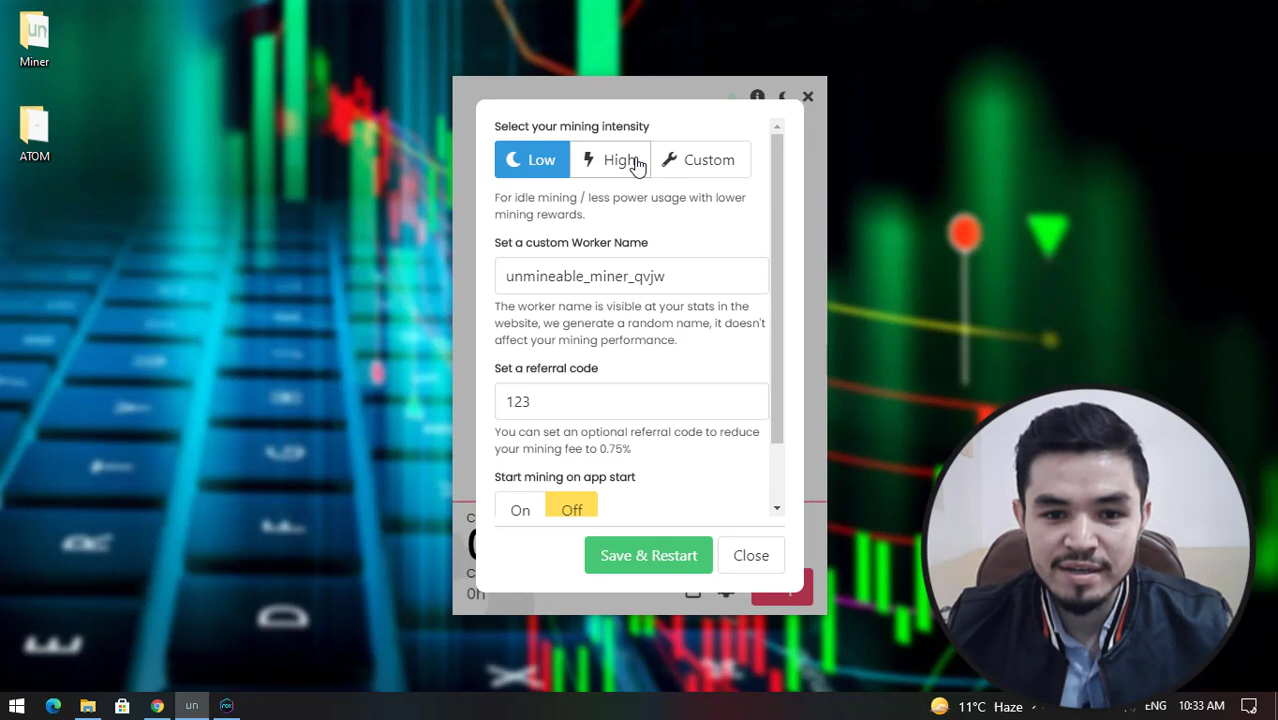 un
Miner
ATOM
Select your mining intensity
Low
High
Custom
For idle mining / less power usage with lower
mining rewards.
Set a custom Worker Name
unmineable_miner_qvjw
The worker name is visible at your stats in the
website, we generate a random name, it doesn't
affect your mining performance.
Set a referral code
123
You can set an optional referral code to reduce
your mining fee to 0.75%
Start mining on app start
On
Off
Save & Restart
Close
0h
un
11°C Haze
ENG
10:33 AM